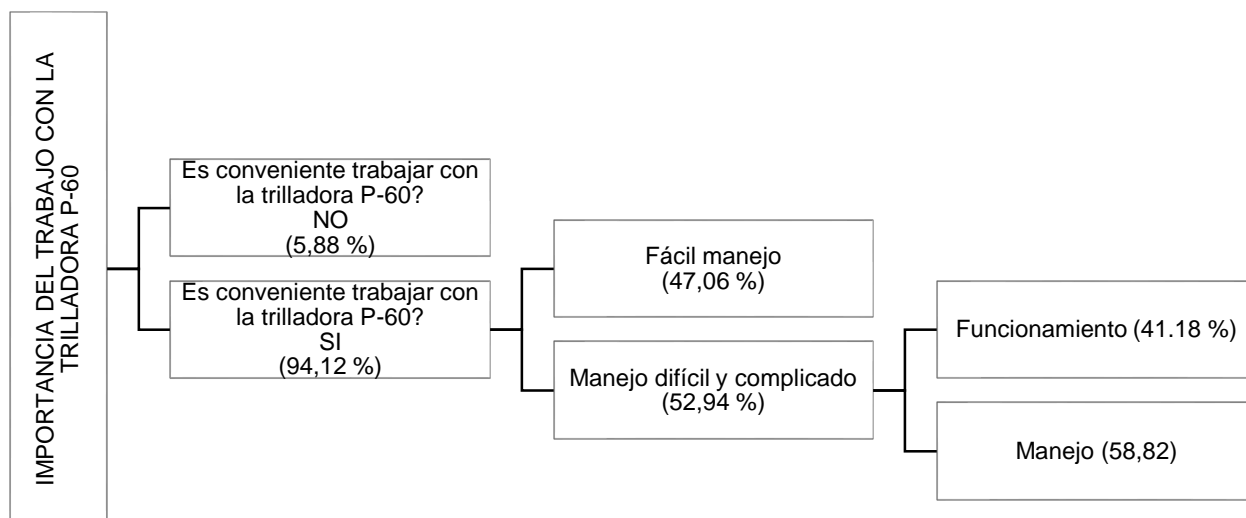 IMPORTANCIA DEL TRABAJO CON LA
TRILLADORA P-60
Es conveniente trabajar con
la trilladora P-60?
NO
(5,88 %)
Es conveniente trabajar con
la trilladora P-60?
SI
(94,12 %)
Fácil manejo
(47,06 %)
Manejo difícil y complicado
(52,94 %)
Funcionamiento (41.18 %)
Manejo (58,82)